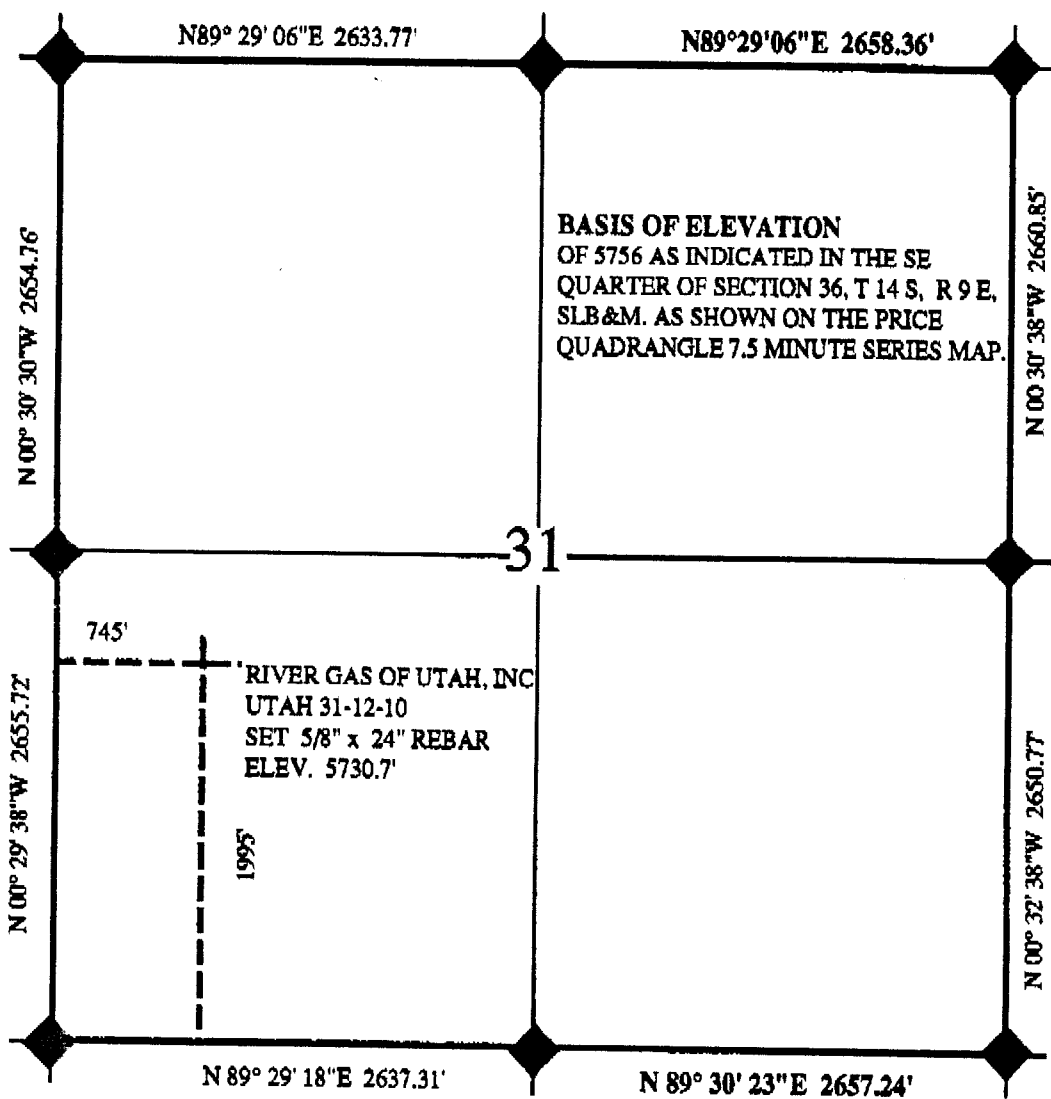 N89° 29' 06"E 2633.77'
N89°29'06"E 2658.36'
N 00° 30' 30"W 2654.76'
BASIS OF ELEVATION
OF 5756 AS INDICATED IN THE SE
QUARTER OF SECTION 36, T 14 S, R 9 E,
SLB&M. AS SHOWN ON THE PRICE
QUADRANGLE 7.5 MINUTE SERIES MAP.
N 00 30' 38"W 2660.85'
31
745'
RIVER GAS OF UTAH, INC
UTAH 31-12-10
SET 5/8" x 24" REBAR
ELEV. 5730.7'
1995'
N 00° 29' 38"W 2655.72'
N 00° 32' 38"W 2650.77'
N 89° 29' 18"E 2637.31'
N 89° 30' 23"E 2657.24'